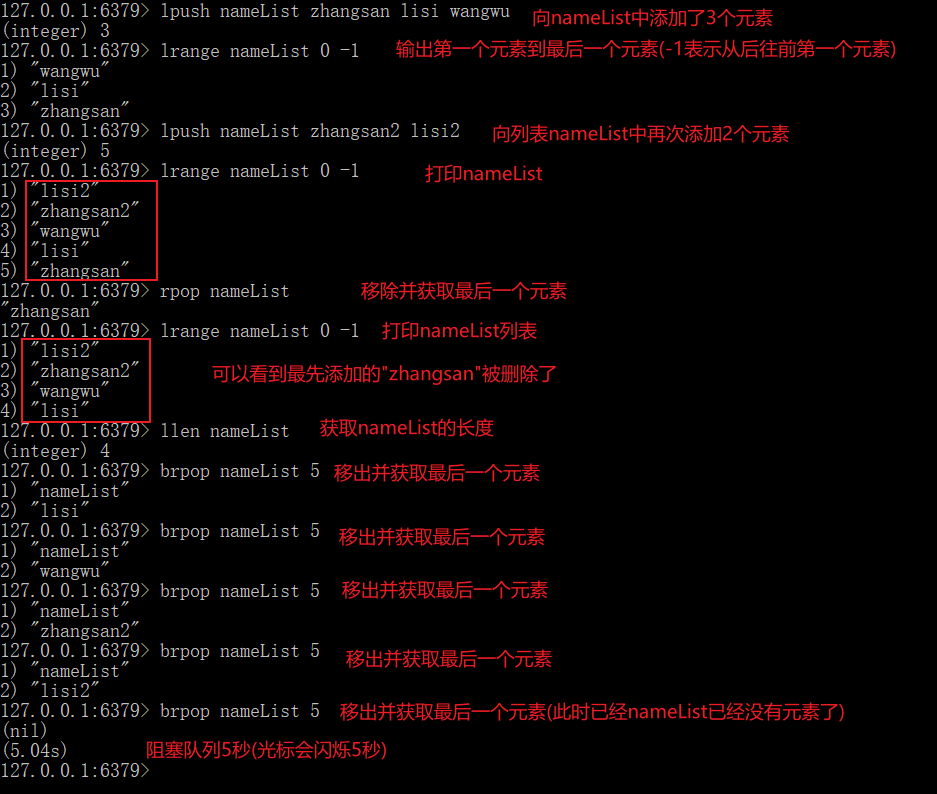 127.0.0.1:6379> lpush nameList zhangsan lisi wangwu 向nameList中添加了3个元素
(integer) 3
127.0.0.1:6379> lrange nameList 0 -1 输出第一个元素到最后一个元素(-1表示从后往前第一个元素)
1) "wangwu"
2) "lisi"
3) "zhangsan"
127.0.0.1:6379> lpush nameList zhangsan2 lisi2 向列表nameList中再次添加2个元素
(integer) 5
127.0.0.1:6379> lrange nameList 0 -1 打印nameList
1) "lisi2"
2) "zhangsan2"
3) "wangwu"
4) "lisi"
5) "zhangsan"
127.0.0.1:6379> rpop nameList 移除并获取最后一个元素
"zhangsan"
127.0.0.1:6379> lrange nameList 0 -1 打印nameList列表
1) "lisi2"
2) "zhangsan2" 可以看到最先添加的"zhangsan"被删除了
3) "wangwu"
4) "lisi"
127.0.0.1:6379> llen nameList 获取nameList的长度
(integer) 4
127.0.0.1:6379> brpop nameList 5 移出并获取最后一个元素
1) "nameList"
2) "lisi"
127.0.0.1:6379> brpop nameList 5 移出并获取最后一个元素
1) "nameList"
2) "wangwu"
127.0.0.1:6379> brpop nameList 5 移出并获取最后一个元素
1) "nameList"
2) "zhangsan2"
127.0.0.1:6379> brpop nameList 5 移出并获取最后一个元素
1) "nameList"
2) "lisi2"
127.0.0.1:6379> brpop nameList 5 移出并获取最后一个元素(此时已经nameList已经没有元素了)
(nil)
(5.04s) 阻塞队列5秒(光标会闪烁5秒)
127.0.0.1:6379>